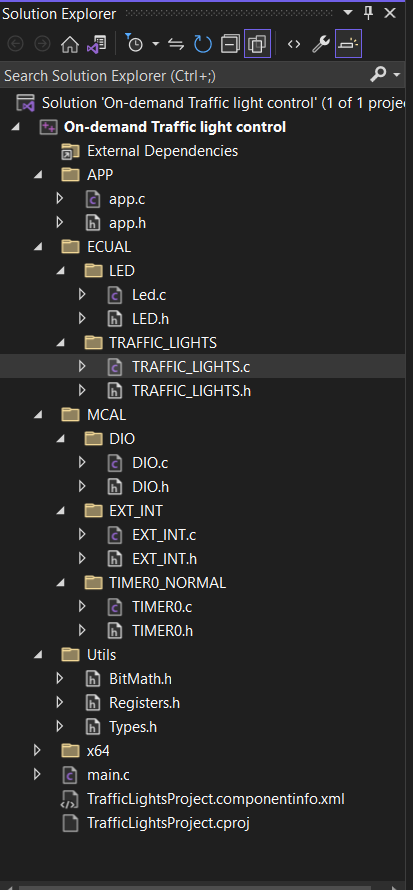 Solution Explorer
Search Solution Explorer (Ctrl+;)
Solution 'On-demand Traffic light control' (1 of 1 projec
On-demand Traffic light control
External Dependencies
APP
app.c
app.h
ECUAL
LED
Led.c
LED.h
TRAFFIC_LIGHTS
TRAFFIC_LIGHTS.c
TRAFFIC_LIGHTS.h
MCAL
DIO
DIO.c
DIO.h
EXT_INT
EXT_INT.c
EXT_INT.h
TIMER0_NORMAL
TIMER0.c
TIMER0.h
Utils
BitMath.h
Registers.h
Types.h
x64
main.c
TrafficLightsProject.componentinfo.xml
TrafficLightsProject.cproj